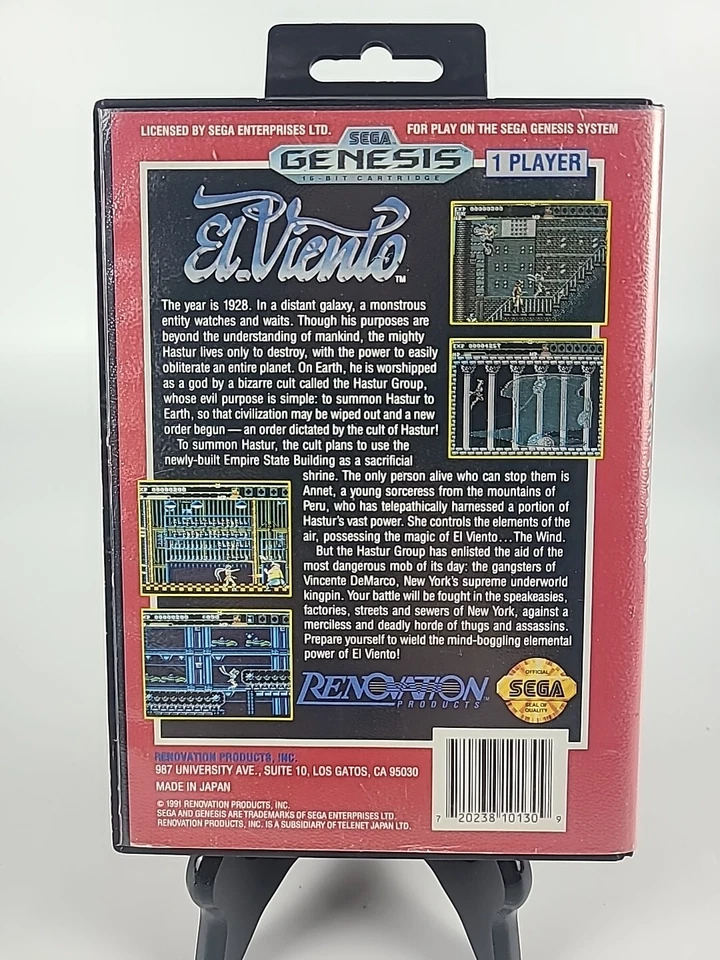 LICENSED BY SEGA ENTERPRISES LTD.
FOR PLAY ON THE SEGA GENESIS SYSTEM
SEGA
GENESIS
16-BIT CARTRIDGE
1 PLAYER
El Viento™
The year is 1928. In a distant galaxy, a monstrous
entity watches and waits. Though his purposes are
beyond the understanding of mankind, the mighty
Hastur lives only to destroy, with the power to easily
obliterate an entire planet. On Earth, he is worshipped
as a god by a bizarre cult called the Hastur Group,
whose evil purpose is simple: to summon Hastur to
Earth, so that civilization may be wiped out and a new
order begun — an order dictated by the cult of Hastur!
To summon Hastur, the cult plans to use the
newly-built Empire State Building as a sacrificial
shrine. The only person alive who can stop them is
Annet, a young sorceress from the mountains of
Peru, who has telepathically harnessed a portion of
Hastur's vast power. She controls the elements of the
air, possessing the magic of El Viento...The Wind.
But the Hastur Group has enlisted the aid of the
most dangerous mob of its day: the gangsters of
Vincente DeMarco, New York's supreme underworld
kingpin. Your battle will be fought in the speakeasies,
factories, streets and sewers of New York, against a
merciless and deadly horde of thugs and assassins.
Prepare yourself to wield the mind-boggling elemental
power of El Viento!
RENOVATION™
PRODUCTS
OFFICIAL
SEGA
SEAL OF
QUALITY
RENOVATION PRODUCTS, INC.
987 UNIVERSITY AVE., SUITE 10, LOS GATOS, CA 95030
MADE IN JAPAN
© 1991 RENOVATION PRODUCTS, INC.
SEGA AND GENESIS ARE TRADEMARKS OF SEGA ENTERPRISES LTD.
RENOVATION PRODUCTS, INC. IS A SUBSIDIARY OF TELENET JAPAN LTD.
7 20238 10130 9